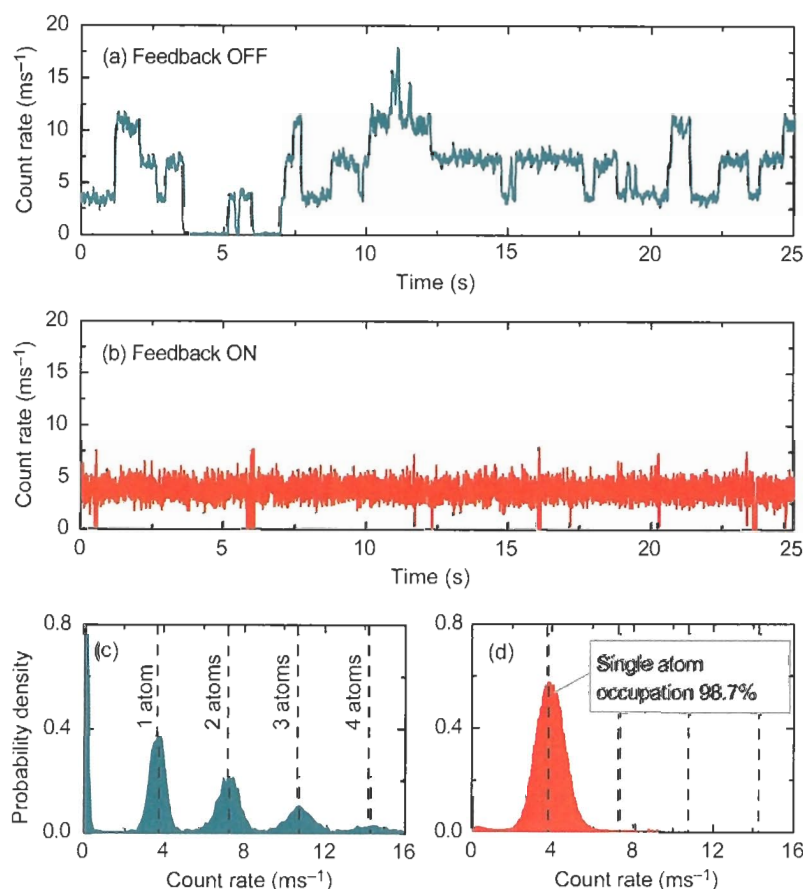 20
15
10
5
0
Count rate (ms⁻¹)
(a) Feedback OFF
0 5 10 15 20 25
Time (s)
20
15
10
5
0
Count rate (ms⁻¹)
(b) Feedback ON
0 5 10 15 20 25
Time (s)
0.8
0.4
0.0
Probability density
(c)
1 atom
2 atoms
3 atoms
4 atoms
0 4 8 12 16
Count rate (ms⁻¹)
0.8
0.4
0.0
(d)
Single atom
occupation 98.7%
0 4 8 12 16
Count rate (ms⁻¹)